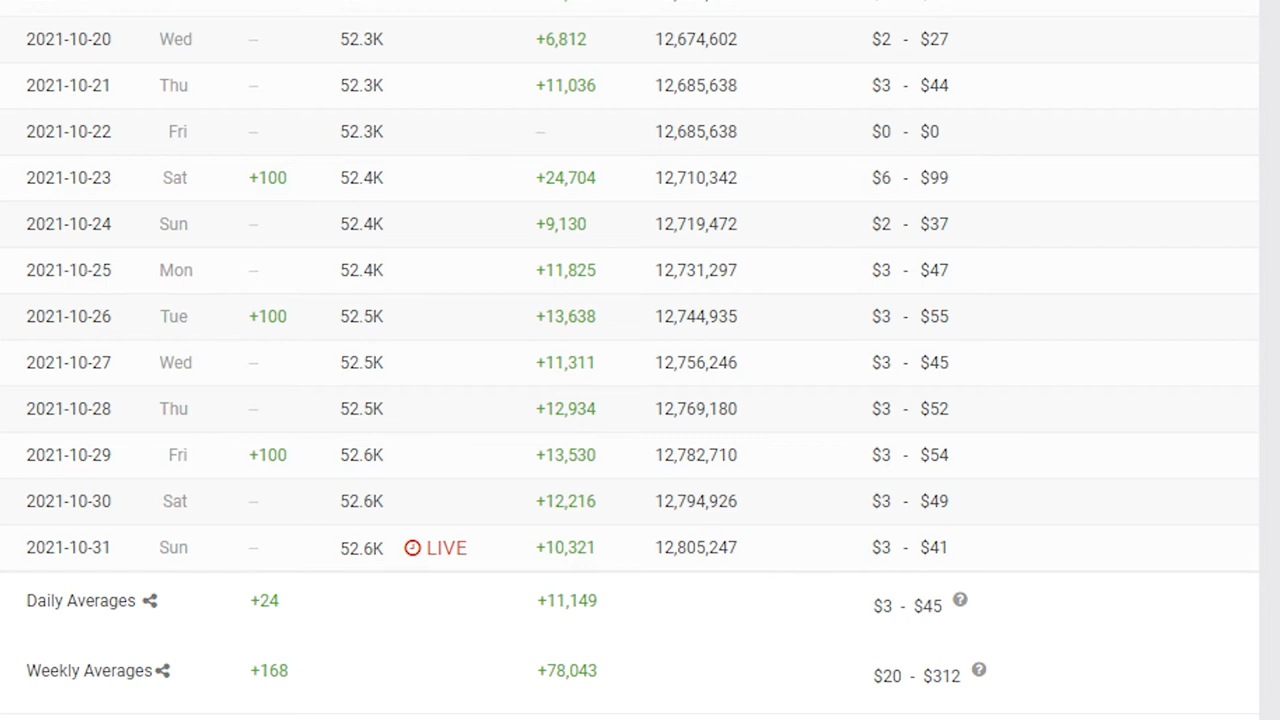 2021-10-20 Wed -- 52.3K +6,812 12,674,602 $2 - $27
2021-10-21 Thu -- 52.3K +11,036 12,685,638 $3 - $44
2021-10-22 Fri -- 52.3K -- 12,685,638 $0 - $0
2021-10-23 Sat +100 52.4K +24,704 12,710,342 $6 - $99
2021-10-24 Sun -- 52.4K +9,130 12,719,472 $2 - $37
2021-10-25 Mon -- 52.4K +11,825 12,731,297 $3 - $47
2021-10-26 Tue +100 52.5K +13,638 12,744,935 $3 - $55
2021-10-27 Wed -- 52.5K +11,311 12,756,246 $3 - $45
2021-10-28 Thu -- 52.5K +12,934 12,769,180 $3 - $52
2021-10-29 Fri +100 52.6K +13,530 12,782,710 $3 - $54
2021-10-30 Sat -- 52.6K +12,216 12,794,926 $3 - $49
2021-10-31 Sun -- 52.6K LIVE +10,321 12,805,247 $3 - $41
Daily Averages +24 +11,149 $3 - $45 ?
Weekly Averages +168 +78,043 $20 - $312 ?